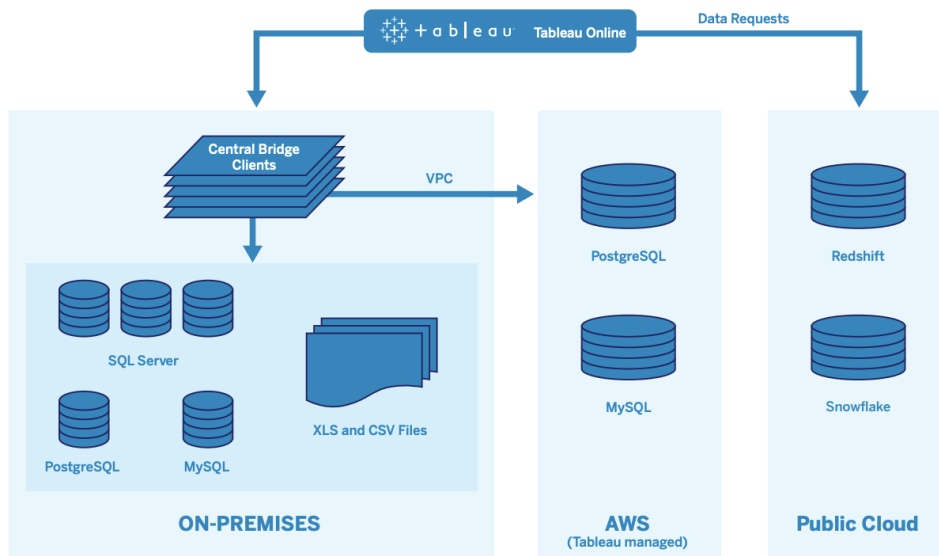 + a b | e a u Tableau Online
Data Requests
Central Bridge
Clients
VPC
PostgreSQL
Redshift
SQL Server
MySQL
Snowflake
XLS and CSV Files
PostgreSQL
MySQL
ON-PREMISES
AWS
(Tableau managed)
Public Cloud